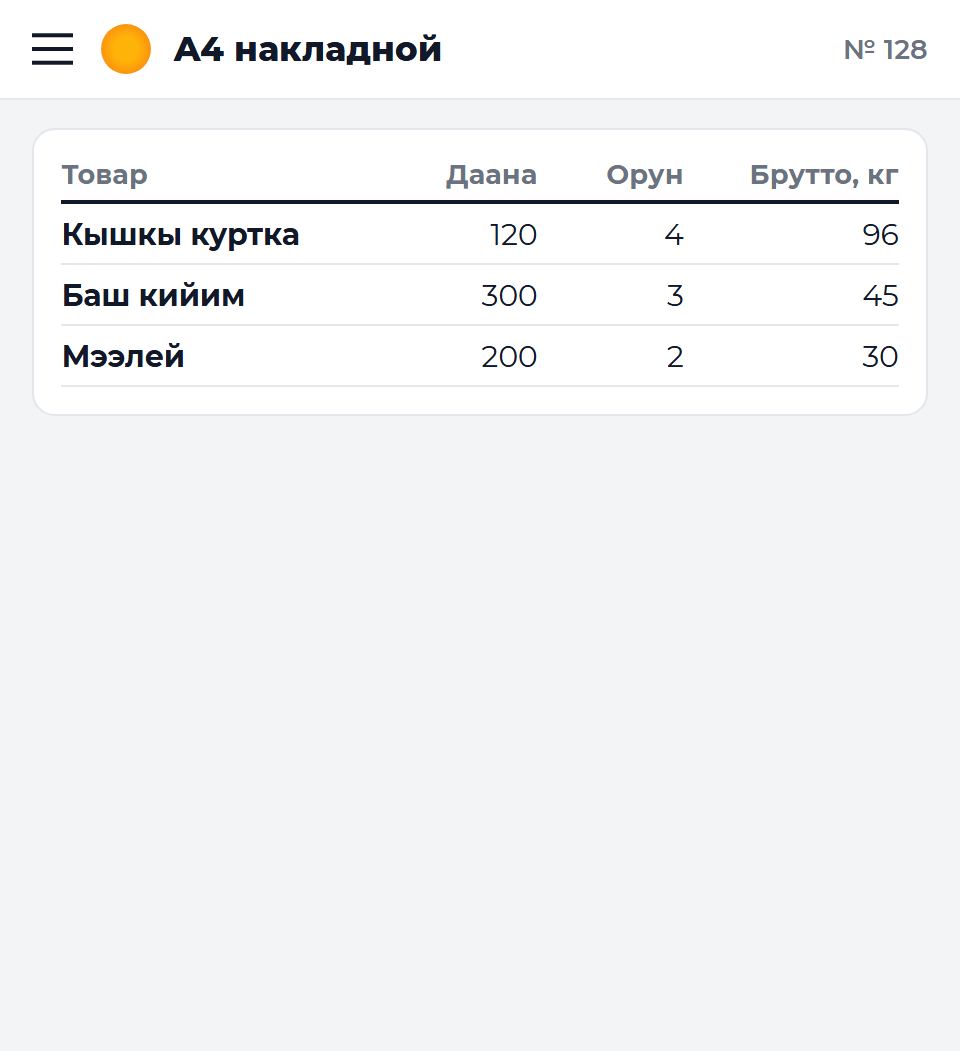 А4 накладной
№ 128
Товар Даана Орун Брутто, кг
Кышкы куртка 120 4 96
Баш кийим 300 3 45
Мээлей 200 2 30